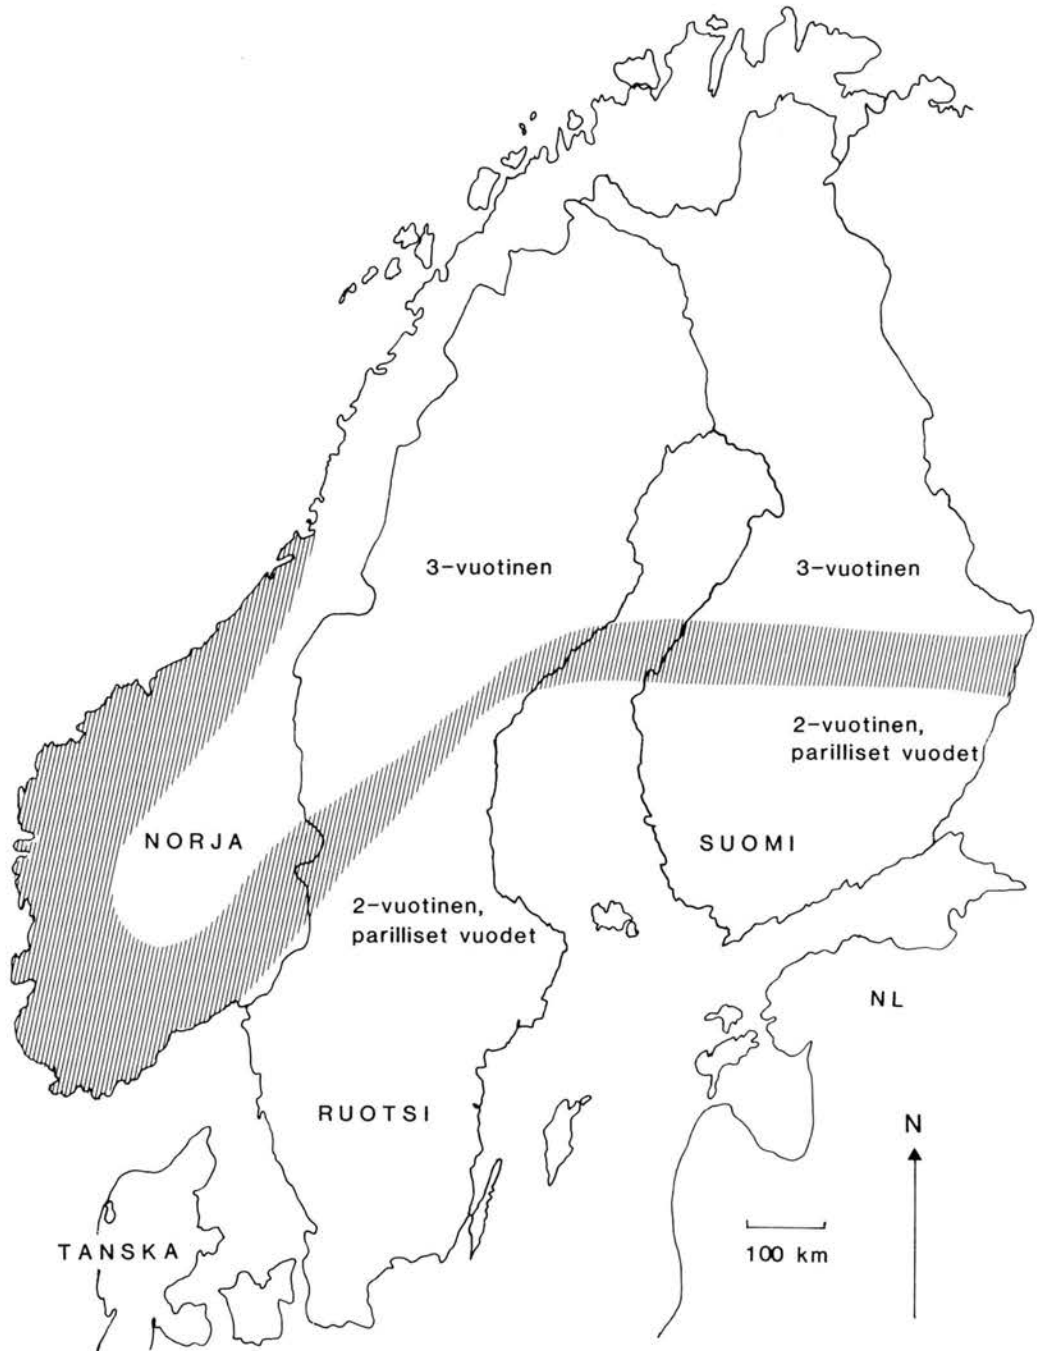 3-vuotinen
3-vuotinen
2-vuotinen,
parilliset vuodet
NORJA
SUOMI
2-vuotinen,
parilliset vuodet
NL
RUOTSI
N
TANSKA
100 km